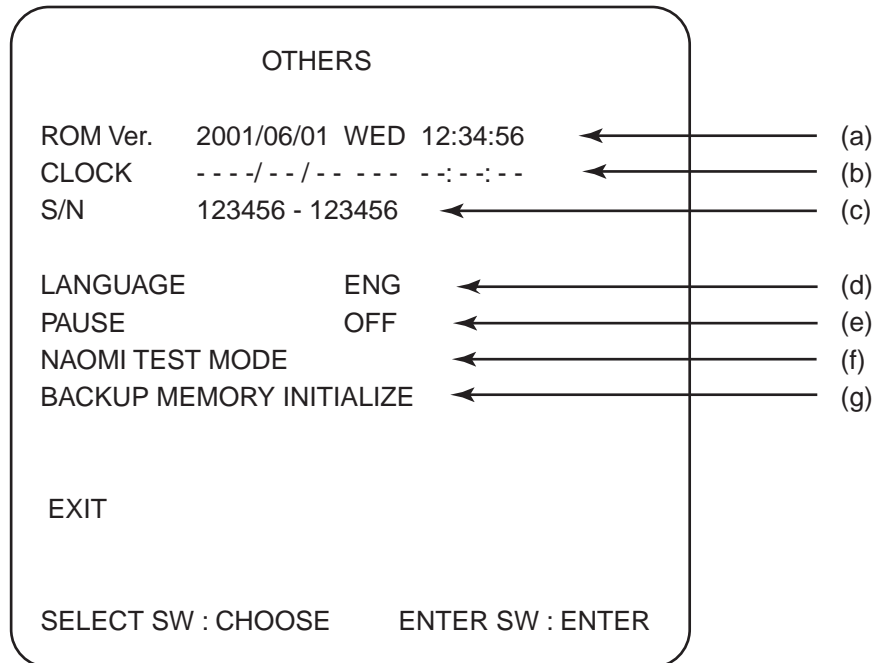 OTHERS
ROM Ver. 2001/06/01 WED 12:34:56 (a)
CLOCK - - - -/ - - / - - - - - - -: - -: - - (b)
S/N 123456 - 123456 (c)
LANGUAGE ENG (d)
PAUSE OFF (e)
NAOMI TEST MODE (f)
BACKUP MEMORY INITIALIZE (g)
EXIT
SELECT SW : CHOOSE ENTER SW : ENTER